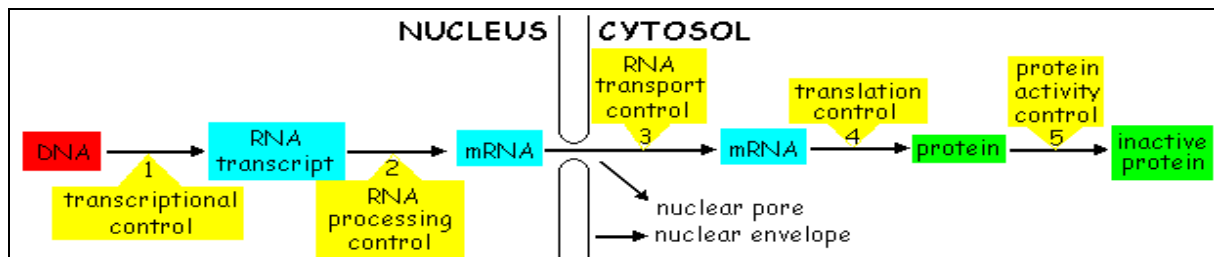 NUCLEUS CYTOSOL
DNA
1
transcriptional
control
RNA
transcript
2
RNA
processing
control
mRNA
RNA
transport
control
3
mRNA
translation
control
4
protein
protein
activity
control
5
inactive
protein
nuclear pore
nuclear envelope